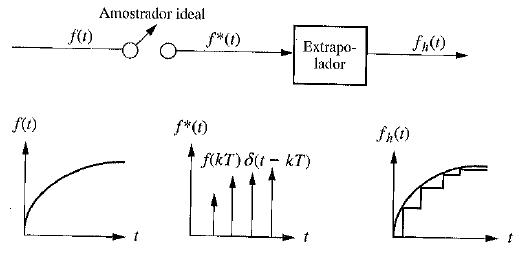 Amostrador ideal
f(t)
f*(t)
Extrapo-
lador
f_h(t)
f(t)
t
f*(t)
f(kT) δ(t − kT)
t
f_h(t)
t